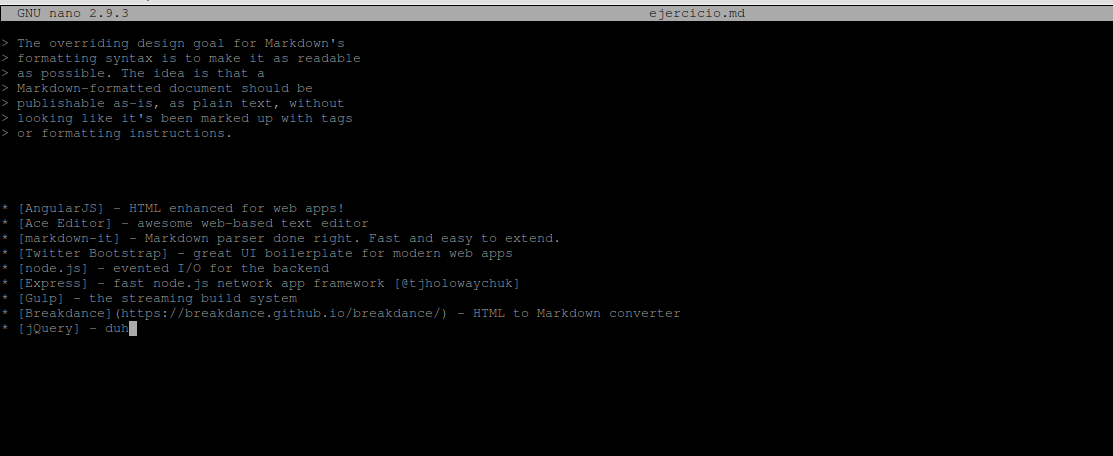 GNU nano 2.9.3 ejercicio.md
> The overriding design goal for Markdown's
> formatting syntax is to make it as readable
> as possible. The idea is that a
> Markdown-formatted document should be
> publishable as-is, as plain text, without
> looking like it's been marked up with tags
> or formatting instructions.
* [AngularJS] - HTML enhanced for web apps!
* [Ace Editor] - awesome web-based text editor
* [markdown-it] - Markdown parser done right. Fast and easy to extend.
* [Twitter Bootstrap] - great UI boilerplate for modern web apps
* [node.js] - evented I/O for the backend
* [Express] - fast node.js network app framework [@tjholowaychuk]
* [Gulp] - the streaming build system
* [Breakdance](https://breakdance.github.io/breakdance/) - HTML to Markdown converter
* [jQuery] - duh